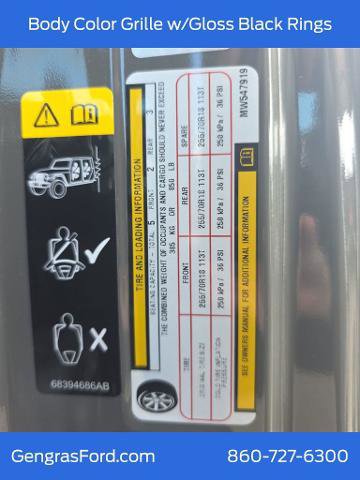 Body Color Grille w/Gloss Black Rings
68394686AB
TIRE AND LOADING INFORMATION
SEATING CAPACITY - TOTAL 5 FRONT 2 REAR 3
THE COMBINED WEIGHT OF OCCUPANTS AND CARGO SHOULD NEVER EXCEED
385 KG OR 850 LB
TIRE FRONT REAR SPARE
ORIGINAL TIRE SIZE 255/70R18 113T 255/70R18 113T 255/70R18 113T
COLD TIRE INFLATION PRESSURE 250 kPa / 36 PSI 250 kPa / 36 PSI 250 kPa / 36 PSI
SEE OWNERS MANUAL FOR ADDITIONAL INFORMATION
MW547919
GengrasFord.com
860-727-6300